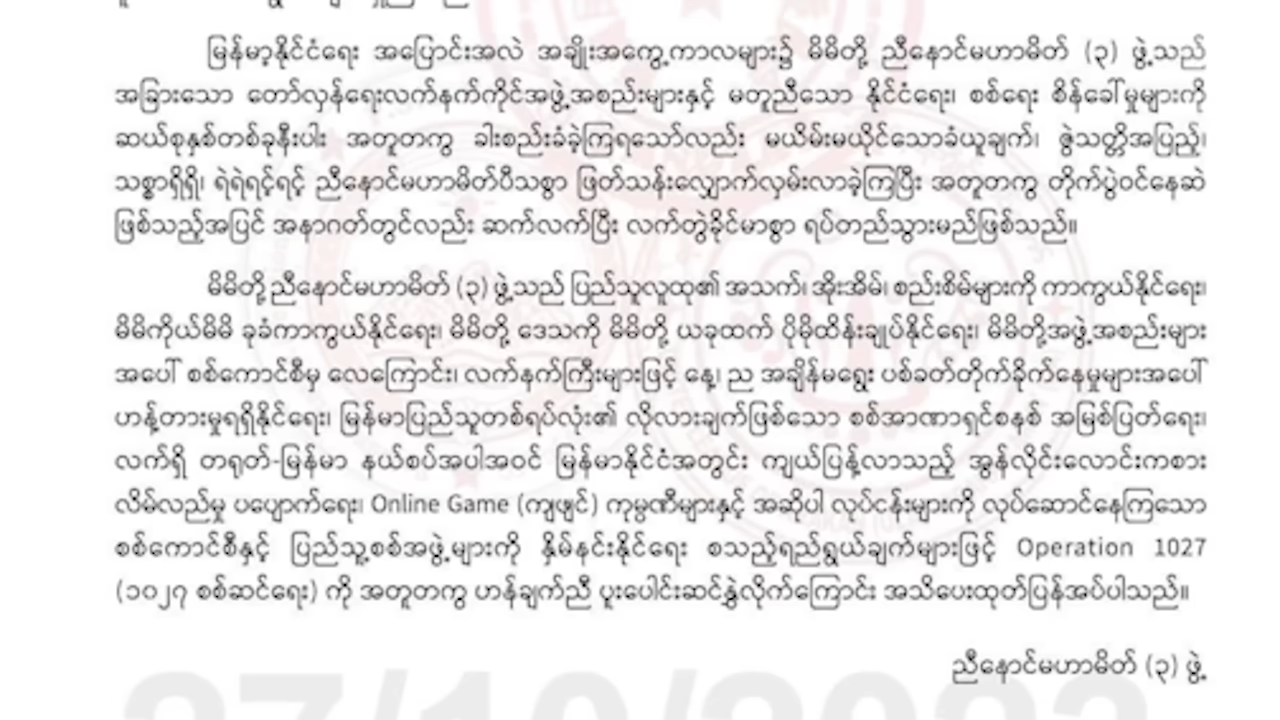 မြန်မာ့နိုင်ငံရေး အပြောင်းအလဲ အချိုးအကွေ့ကာလများ၌ မိမိတို့ ညီနောင်မဟာမိတ် (၃) ဖွဲ့သည်
အခြားသော တော်လှန်ရေးလက်နက်ကိုင်အဖွဲ့အစည်းများနှင့် မတူညီသော နိုင်ငံရေး၊ စစ်ရေး စိန်ခေါ်မှုများကို
ဆယ်စုနှစ်တစ်ခုနီးပါး အတူတကွ ခါးစည်းခံခဲ့ကြရသော်လည်း မယိမ်းမယိုင်သောခံယူချက်၊ ဇွဲသတ္တိအပြည့်၊
သစ္စာရှိရှိ၊ ရဲရဲရင့်ရင့် ညီနောင်မဟာမိတ်ပီသစွာ ဖြတ်သန်းလျှောက်လှမ်းလာခဲ့ကြပြီး အတူတကွ တိုက်ပွဲဝင်နေဆဲ
ဖြစ်သည့်အပြင် အနာဂတ်တွင်လည်း ဆက်လက်ပြီး လက်တွဲခိုင်မာစွာ ရပ်တည်သွားမည်ဖြစ်သည်။
မိမိတို့ ညီနောင်မဟာမိတ် (၃) ဖွဲ့သည် ပြည်သူလူထု၏ အသက်၊ အိုးအိမ်၊ စည်းစိမ်များကို ကာကွယ်နိုင်ရေး၊
မိမိကိုယ်မိမိ ခုခံကာကွယ်နိုင်ရေး၊ မိမိတို့ ဒေသကို မိမိတို့ ယခုထက် ပိုမိုထိန်းချုပ်နိုင်ရေး၊ မိမိတို့အဖွဲ့အစည်းများ
အပေါ် စစ်ကောင်စီမှ လေကြောင်း၊ လက်နက်ကြီးများဖြင့် နေ့၊ ည အချိန်မရွေး ပစ်ခတ်တိုက်ခိုက်နေမှုများအပေါ်
ဟန့်တားမှုရရှိနိုင်ရေး၊ မြန်မာပြည်သူတစ်ရပ်လုံး၏ လိုလားချက်ဖြစ်သော စစ်အာဏာရှင်စနစ် အမြစ်ပြတ်ရေး၊
လက်ရှိ တရုတ်-မြန်မာ နယ်စပ်အပါအဝင် မြန်မာနိုင်ငံအတွင်း ကျယ်ပြန့်လာသည့် အွန်လိုင်းလောင်းကစား
လိမ်လည်မှု ပပျောက်ရေး၊ Online Game (ကျဖျင်) ကုမ္ပဏီများနှင့် အဆိုပါ လုပ်ငန်းများကို လုပ်ဆောင်နေကြသော
စစ်ကောင်စီနှင့် ပြည်သူ့စစ်အဖွဲ့များကို နှိမ်နင်းနိုင်ရေး စသည့်ရည်ရွယ်ချက်များဖြင့် Operation 1027
(၁၀၂၇ စစ်ဆင်ရေး) ကို အတူတကွ ဟန်ချက်ညီ ပူးပေါင်းဆင်နွှဲလိုက်ကြောင်း အသိပေးထုတ်ပြန်အပ်ပါသည်။
ညီနောင်မဟာမိတ် (၃) ဖွဲ့
27/10/2023